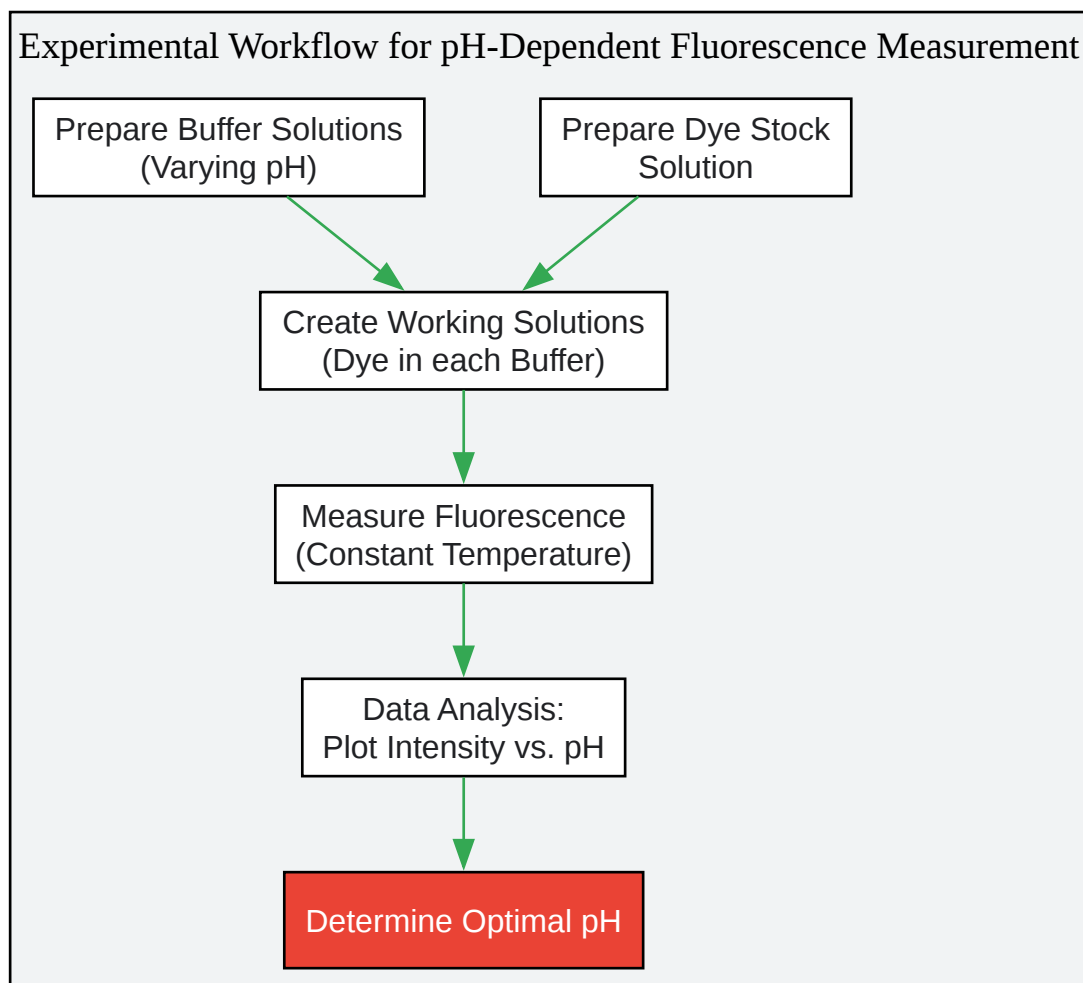 Experimental Workflow for pH-Dependent Fluorescence Measurement
Prepare Buffer Solutions
(Varying pH)
Prepare Dye Stock
Solution
Create Working Solutions
(Dye in each Buffer)
Measure Fluorescence
(Constant Temperature)
Data Analysis:
Plot Intensity vs. pH
Determine Optimal pH